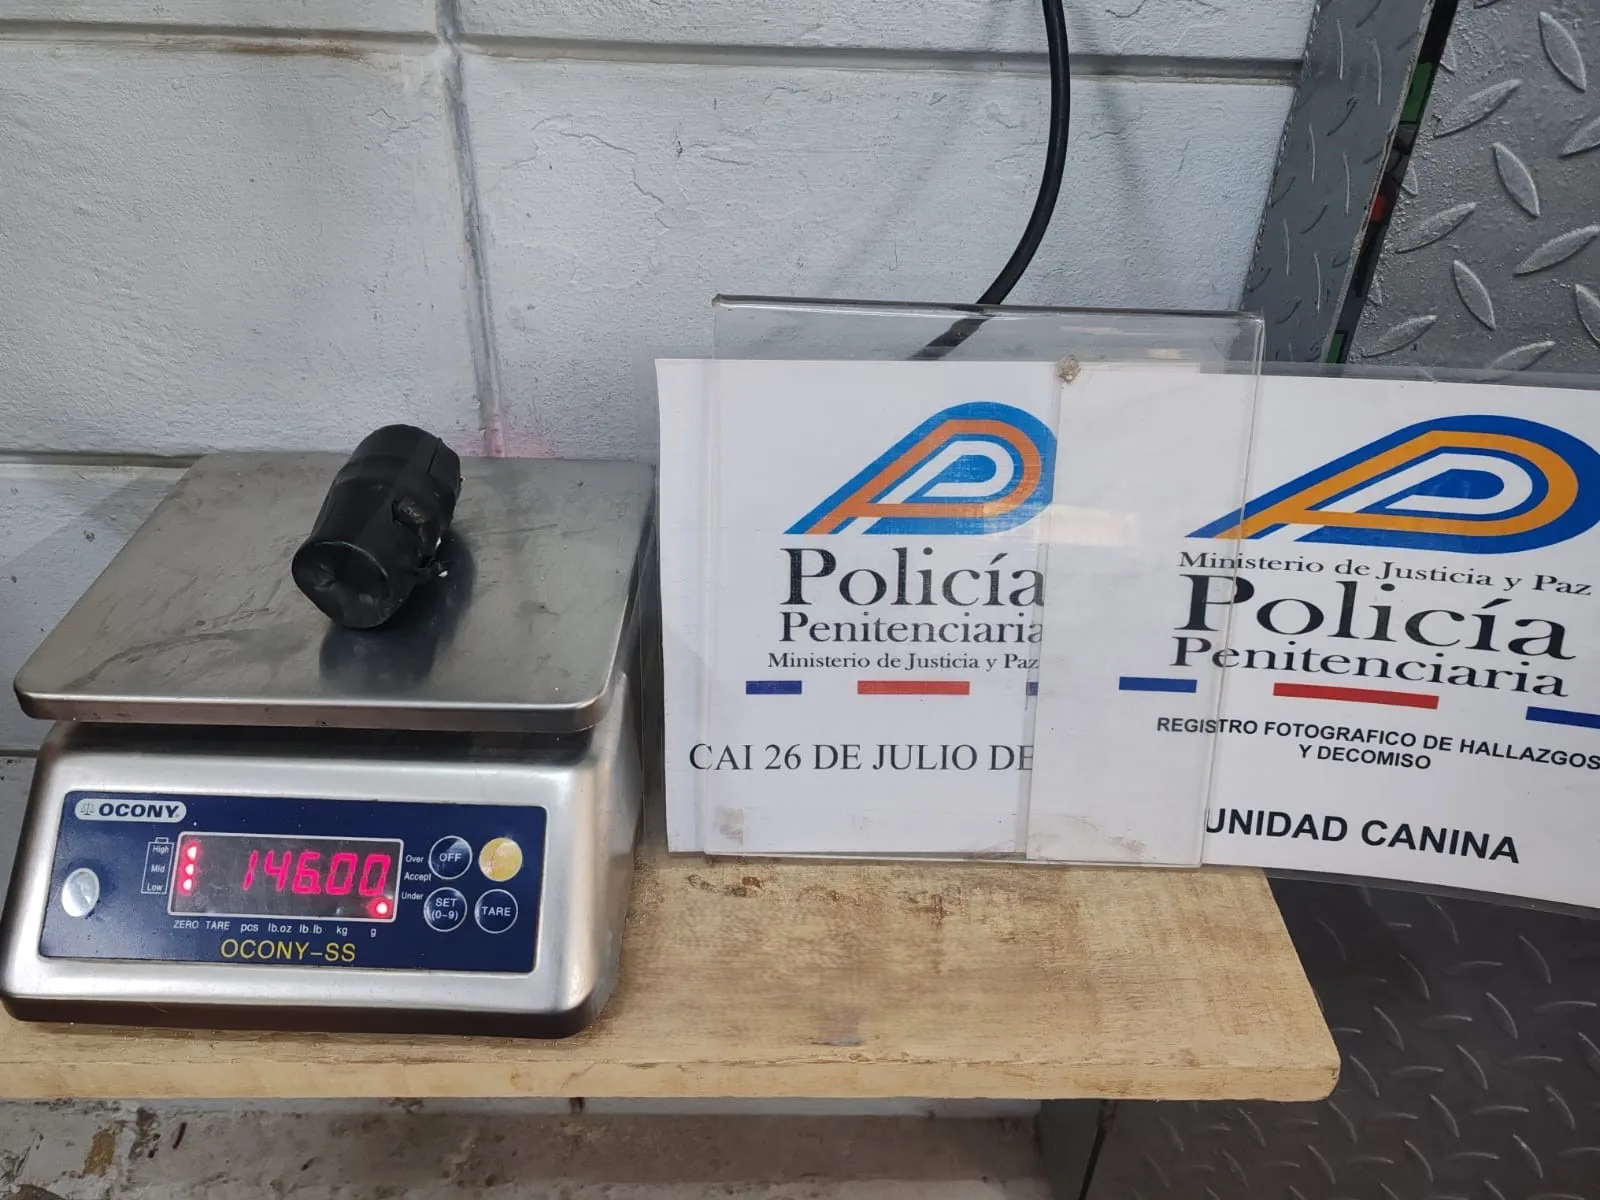 Policía
Penitenciaria
Ministerio de Justicia y Paz
CAI 26 DE JULIO DE
Ministerio de Justicia y Paz
Policía
Penitenciaria
REGISTRO FOTOGRAFICO DE HALLAZGOS
Y DECOMISO
UNIDAD CANINA
OCONY
High
Mid
Low
146.00
Over
Accept
Under
OFF
SET
(0-9)
TARE
ZERO TARE pcs lb.oz lb.lb kg g
OCONY-SS